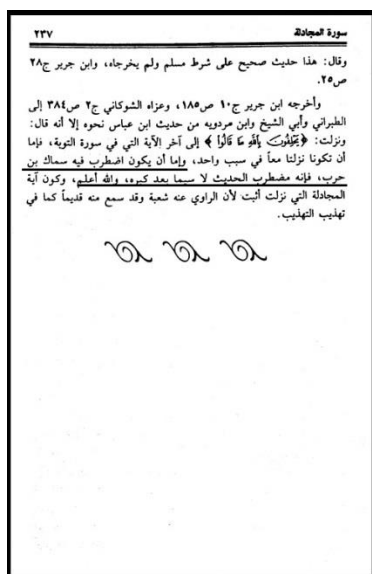 سورة المجادلة
٢٣٧
وقال: هذا حديث صحيح على شرط مسلم ولم يخرجاه، وابن جرير ج٢٨
ص٢٥.
وأخرجه ابن جرير ج١٠ ص١٨٥، وعزاه الشوكاني ج٢ ص٣٨٤ إلى
الطبراني وأبي الشيخ وابن مردويه من حديث ابن عباس نحوه إلا أنه قال:
ونزلت: ﴿يَحْلِفُونَ بِاللَّهِ مَا قَالُوا﴾ إلى آخر الآية التي في سورة التوبة، فإما
أن تكونا نزلتا معاً في سبب واحد، وإما أن يكون اضطرب فيه سماك بن
حرب، فإنه مضطرب الحديث لا سيما بعد كبره، والله أعلم، وكون آية
المجادلة التي نزلت أثبت لأن الراوي عنه شعبة وقد سمع منه قديماً كما في
تهذيب التهذيب.